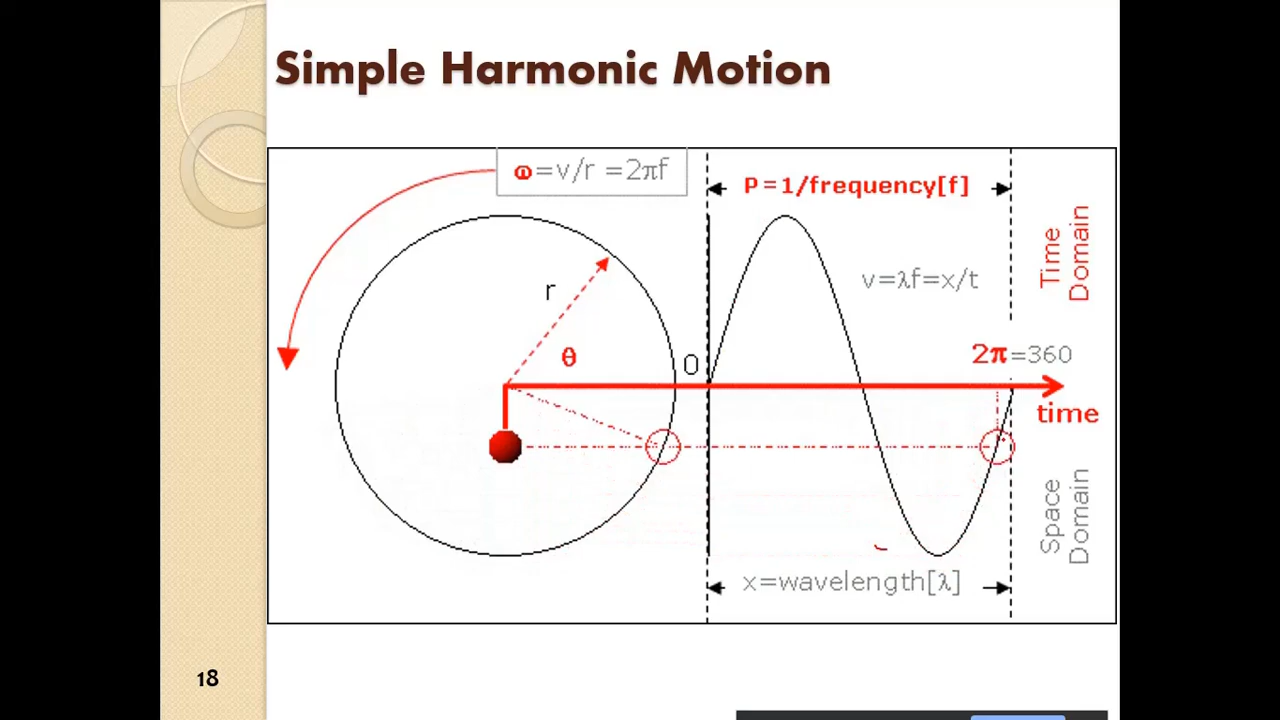 Simple Harmonic Motion
ω=v/r =2πf
P=1/frequency[f]
Time
Domain
r
v=λf=x/t
θ
0
2π=360
time
Space
Domain
x=wavelength[λ]
18